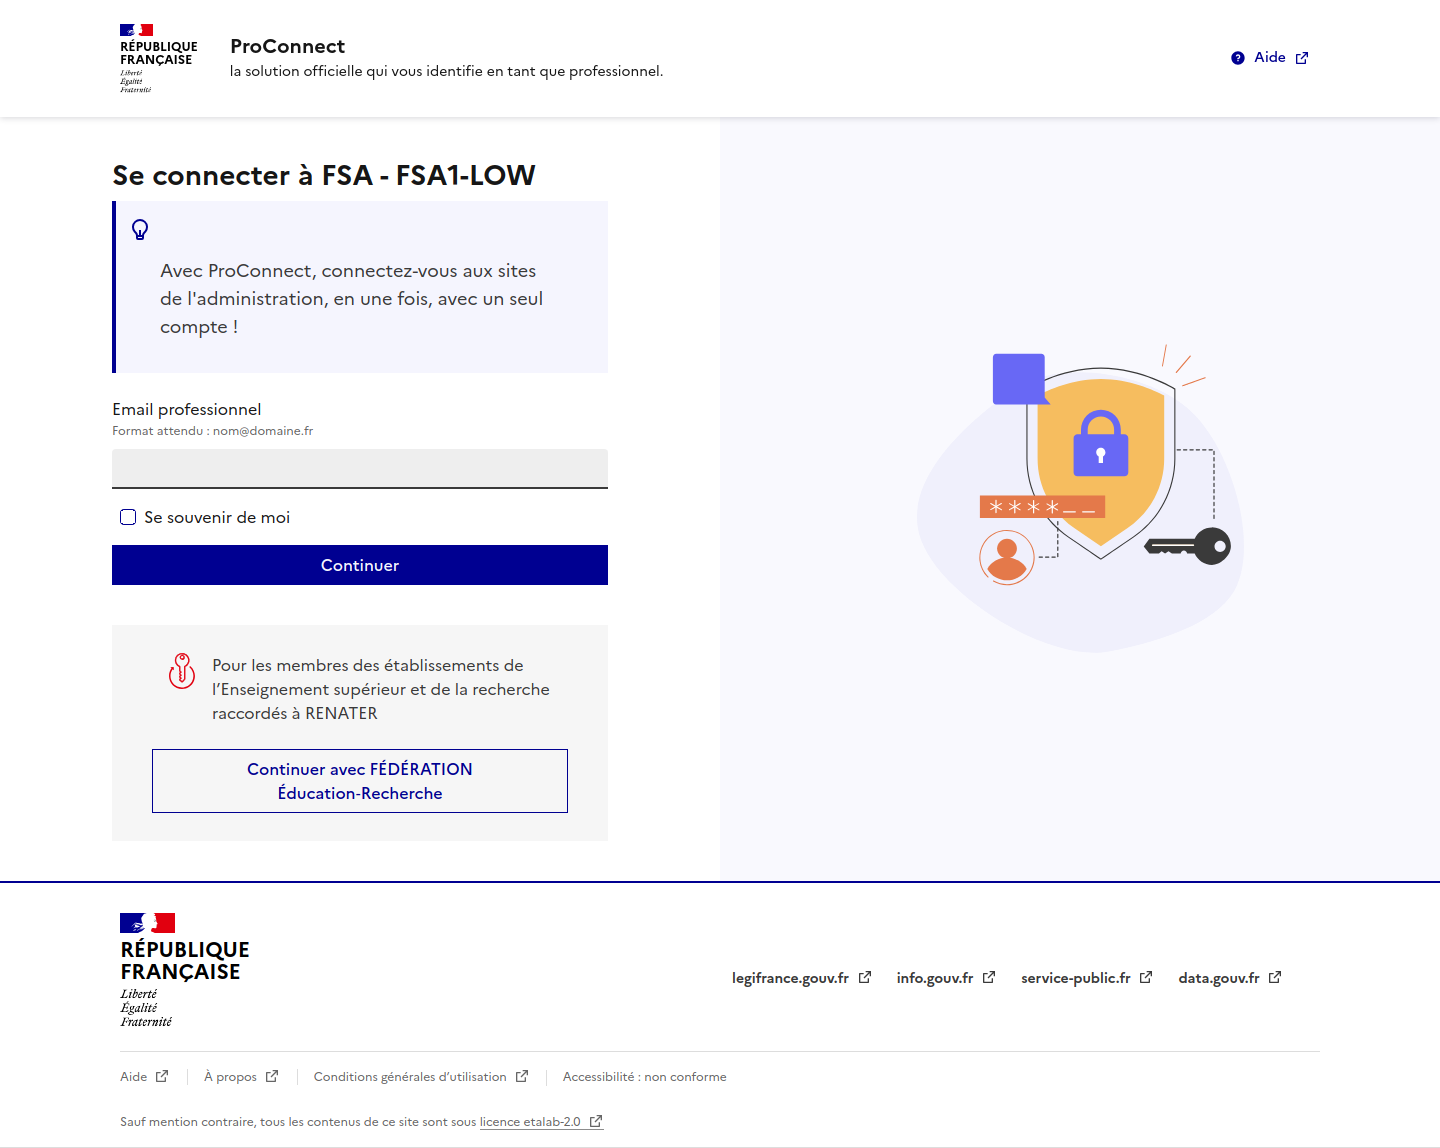 RÉPUBLIQUE
FRANÇAISE
Liberté
Égalité
Fraternité
ProConnect
la solution officielle qui vous identifie en tant que professionnel.
Aide
Se connecter à FSA - FSA1-LOW
Avec ProConnect, connectez-vous aux sites
de l'administration, en une fois, avec un seul
compte !
Email professionnel
Format attendu : nom@domaine.fr
Se souvenir de moi
Continuer
Pour les membres des établissements de
l’Enseignement supérieur et de la recherche
raccordés à RENATER
Continuer avec FÉDÉRATION
Éducation-Recherche
****__
RÉPUBLIQUE
FRANÇAISE
Liberté
Égalité
Fraternité
legifrance.gouv.fr
info.gouv.fr
service-public.fr
data.gouv.fr
Aide
À propos
Conditions générales d’utilisation
Accessibilité : non conforme
Sauf mention contraire, tous les contenus de ce site sont sous licence etalab-2.0